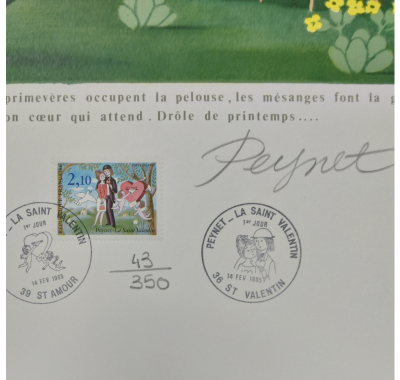 primevères occupent la pelouse, les mésanges font la
on cœur qui attend. Drôle de printemps....
Peynet
2,10
Peynet-La Saint Valentin
PEYNET - LA SAINT VALENTIN
1er JOUR
14 FEV 1985
36 ST VALENTIN
LA SAINT VALENTIN
1er JOUR
14 FEV 1985
39 ST AMOUR
43
350